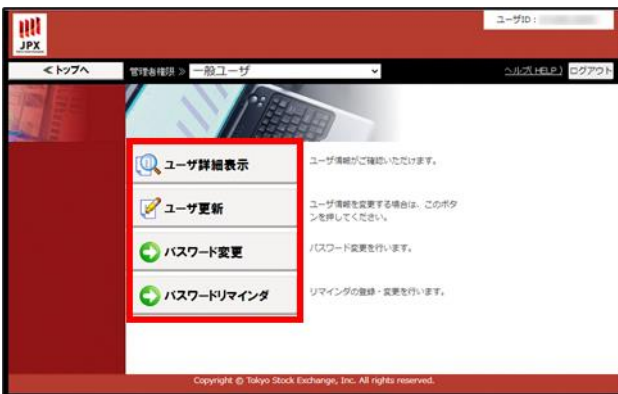 ユーザID：
JPX
≪トップへ
管理者権限 ≫ 一般ユーザ
ヘルプ( HELP )
ログアウト
ユーザ詳細表示
ユーザ情報がご確認いただけます。
ユーザ更新
ユーザ情報を変更する場合は、このボタ
ンを押してください。
パスワード変更
パスワード変更を行います。
パスワードリマインダ
リマインダの登録・変更を行います。
Copyright © Tokyo Stock Exchange, Inc. All rights reserved.